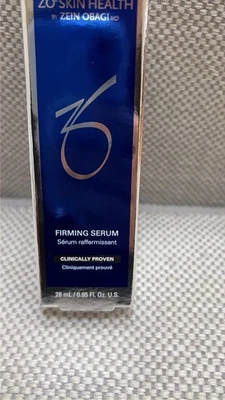 ZO® SKIN HEALTH
BY ZEIN OBAGI MD
FIRMING SERUM
Sérum raffermissant
CLINICALLY PROVEN
Cliniquement prouvé
28 mL / 0.95 Fl. Oz. U.S.